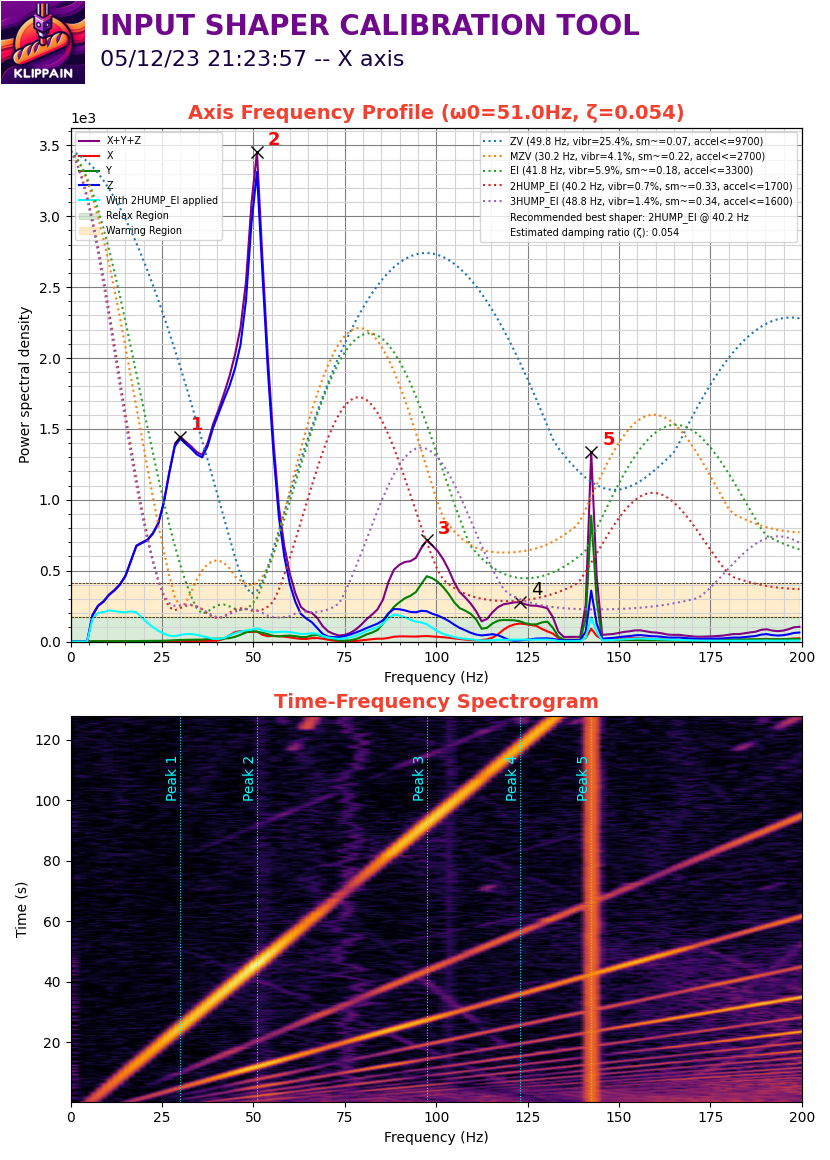 KLIPPAIN
INPUT SHAPER CALIBRATION TOOL
05/12/23 21:23:57 -- X axis
Axis Frequency Profile (ω0=51.0Hz, ζ=0.054)
1e3
X+Y+Z
X
Y
Z
With 2HUMP_EI applied
Relax Region
Warning Region
ZV (49.8 Hz, vibr=25.4%, sm~=0.07, accel<=9700)
MZV (30.2 Hz, vibr=4.1%, sm~=0.22, accel<=2700)
EI (41.8 Hz, vibr=5.9%, sm~=0.18, accel<=3300)
2HUMP_EI (40.2 Hz, vibr=0.7%, sm~=0.33, accel<=1700)
3HUMP_EI (48.8 Hz, vibr=1.4%, sm~=0.34, accel<=1600)
Recommended best shaper: 2HUMP_EI @ 40.2 Hz
Estimated damping ratio (ζ): 0.054
1
2
3
4
5
Power spectral density
3.5
3.0
2.5
2.0
1.5
1.0
0.5
0.0
0 25 50 75 100 125 150 175 200
Frequency (Hz)
Time-Frequency Spectrogram
Peak 1
Peak 2
Peak 3
Peak 4
Peak 5
Time (s)
120
100
80
60
40
20
0 25 50 75 100 125 150 175 200
Frequency (Hz)